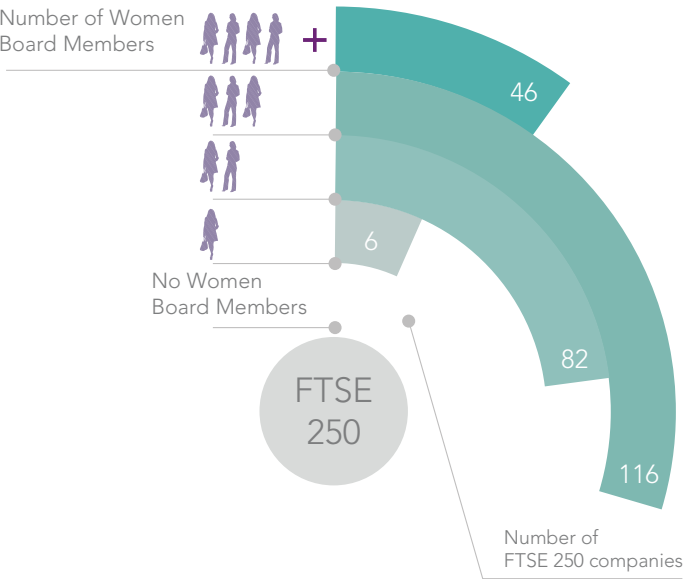 Number of Women
Board Members
+
46
6
No Women
Board Members
82
FTSE
250
116
Number of
FTSE 250 companies